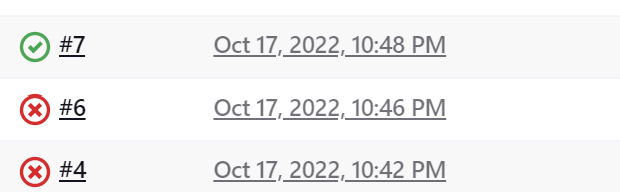 #7 Oct 17, 2022, 10:48 PM
#6 Oct 17, 2022, 10:46 PM
#4 Oct 17, 2022, 10:42 PM